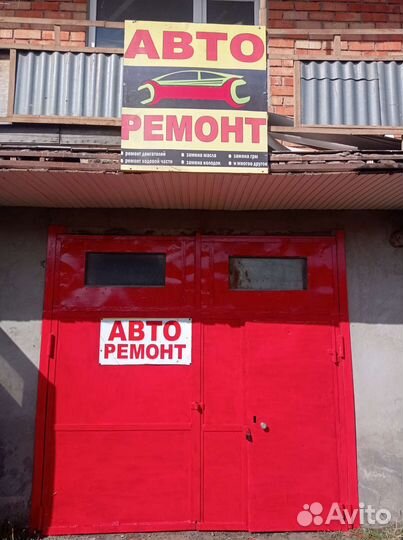 АВТО
РЕМОНТ
ремонт двигателей
замена масла
замена грм
ремонт ходовой части
замена колодок
и многое другое
АВТО
РЕМОНТ
Avito